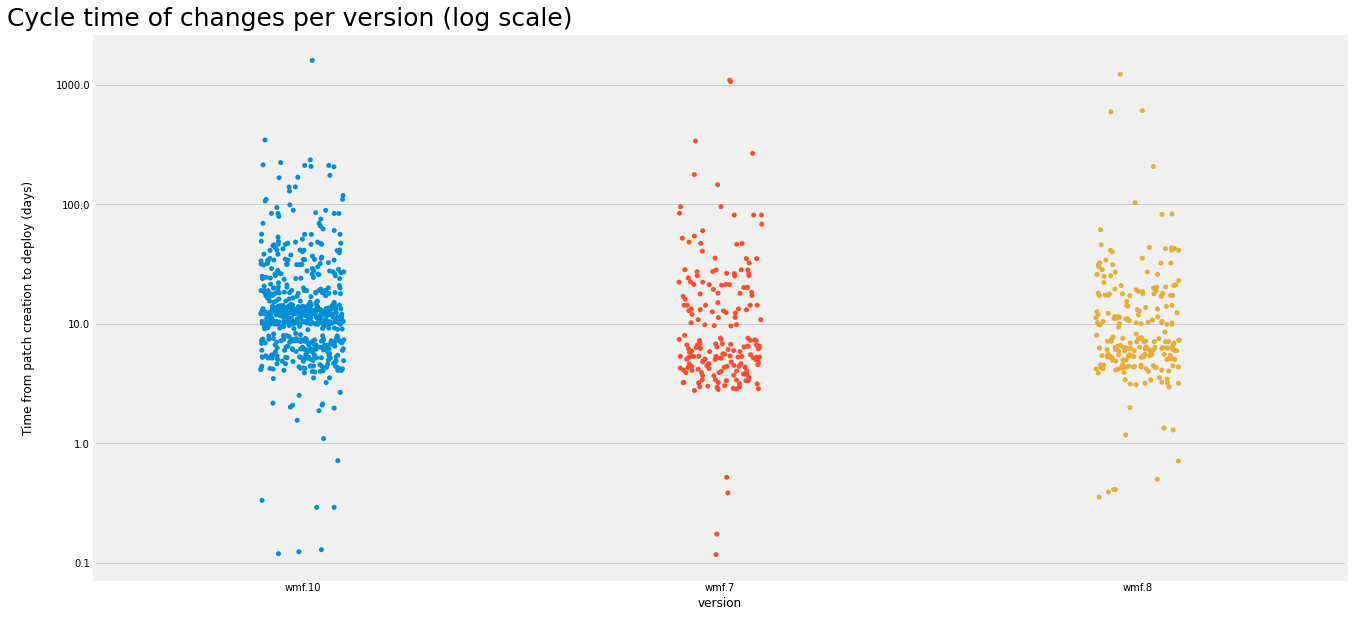 Cycle time of changes per version (log scale)
1000.0
100.0
10.0
1.0
0.1
Time from patch creation to deploy (days)
wmf.10
wmf.7
wmf.8
version